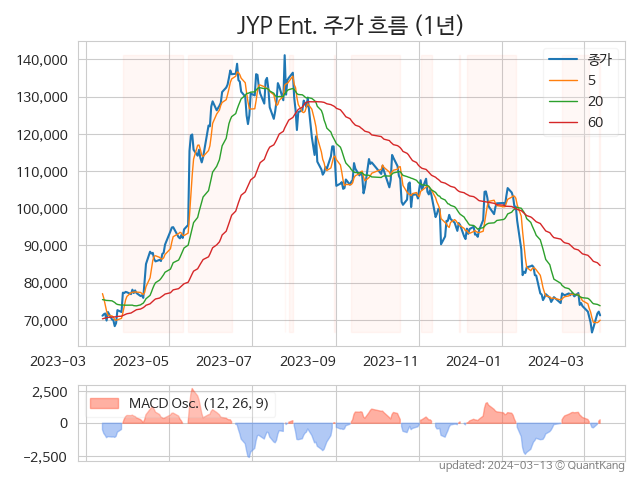 JYP Ent. 주가 흐름 (1년)
140,000
130,000
120,000
110,000
100,000
90,000
80,000
70,000
종가
5
20
60
2023-03 2023-05 2023-07 2023-09 2023-11 2024-01 2024-03
2,500
0
−2,500
MACD Osc. (12, 26, 9)
updated: 2024-03-13 © QuantKang